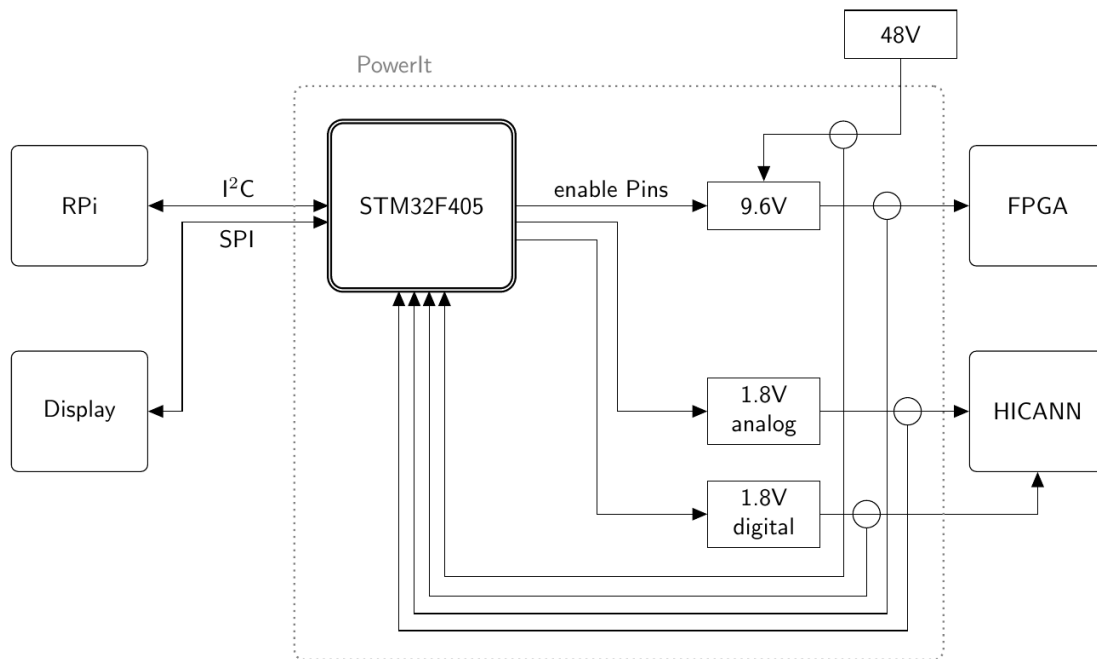 48V
PowerIt
RPi
I²C
SPI
STM32F405
enable Pins
9.6V
FPGA
Display
1.8V
analog
HICANN
1.8V
digital